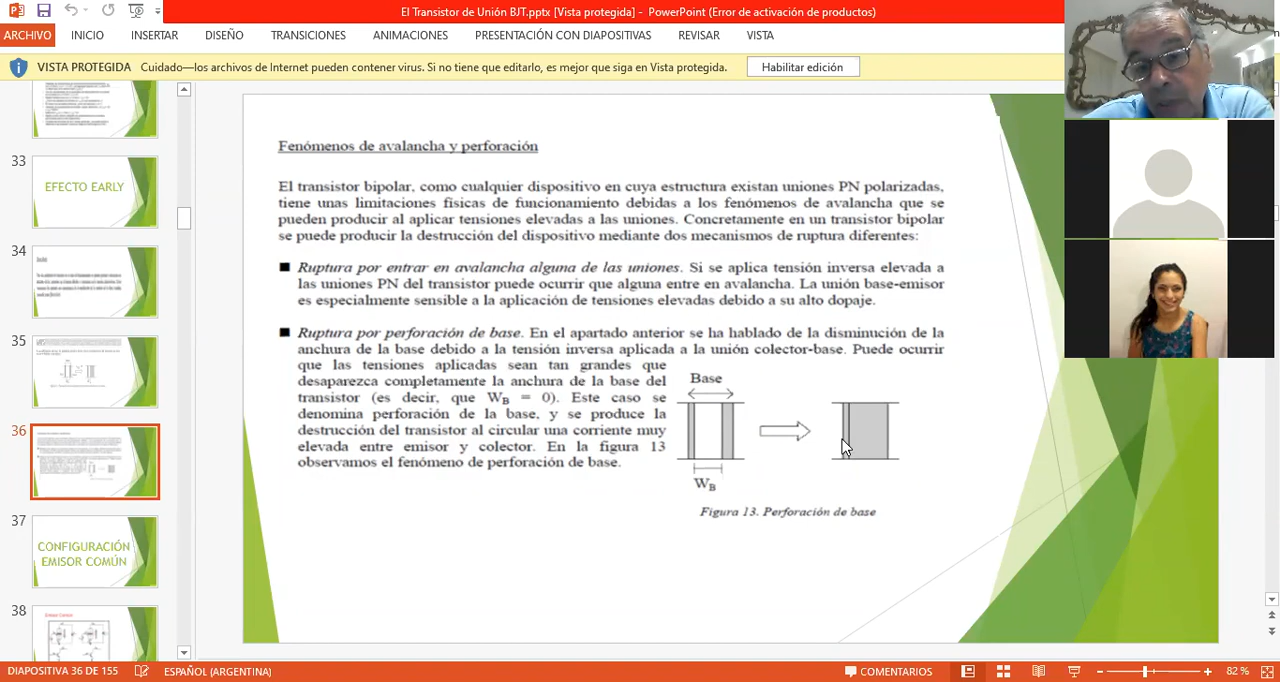 El Transistor de Unión BJT.pptx [Vista protegida] - PowerPoint (Error de activación de productos)
ARCHIVO INICIO INSERTAR DISEÑO TRANSICIONES ANIMACIONES PRESENTACIÓN CON DIAPOSITIVAS REVISAR VISTA
VISTA PROTEGIDA Cuidado—los archivos de Internet pueden contener virus. Si no tiene que editarlo, es mejor que siga en Vista protegida. Habilitar edición
33
EFECTO EARLY
34
35
36
37
CONFIGURACIÓN
EMISOR COMÚN
38
Fenómenos de avalancha y perforación
El transistor bipolar, como cualquier dispositivo en cuya estructura existan uniones PN polarizadas,
tiene unas limitaciones físicas de funcionamiento debidas a los fenómenos de avalancha que se
pueden producir al aplicar tensiones elevadas a las uniones. Concretamente en un transistor bipolar
se puede producir la destrucción del dispositivo mediante dos mecanismos de ruptura diferentes:
■ Ruptura por entrar en avalancha alguna de las uniones. Si se aplica tensión inversa elevada a
las uniones PN del transistor puede ocurrir que alguna entre en avalancha. La unión base-emisor
es especialmente sensible a la aplicación de tensiones elevadas debido a su alto dopaje.
■ Ruptura por perforación de base. En el apartado anterior se ha hablado de la disminución de la
anchura de la base debido a la tensión inversa aplicada a la unión colector-base. Puede ocurrir
que las tensiones aplicadas sean tan grandes que
desaparezca completamente la anchura de la base del
transistor (es decir, que WB = 0). Este caso se
denomina perforación de la base, y se produce la
destrucción del transistor al circular una corriente muy
elevada entre emisor y colector. En la figura 13
observamos el fenómeno de perforación de base.
Base
WB
Figura 13. Perforación de base
DIAPOSITIVA 36 DE 155 ESPAÑOL (ARGENTINA) COMENTARIOS 82 %